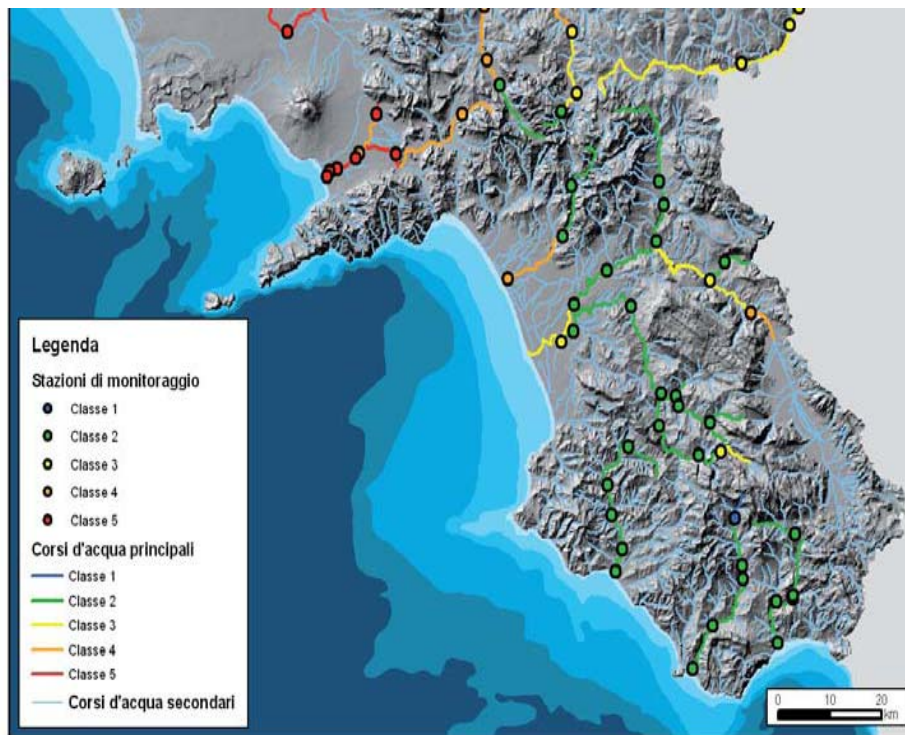 Legenda
Stazioni di monitoraggio
Classe 1
Classe 2
Classe 3
Classe 4
Classe 5
Corsi d'acqua principali
Classe 1
Classe 2
Classe 3
Classe 4
Classe 5
Corsi d'acqua secondari
0 10 20
km